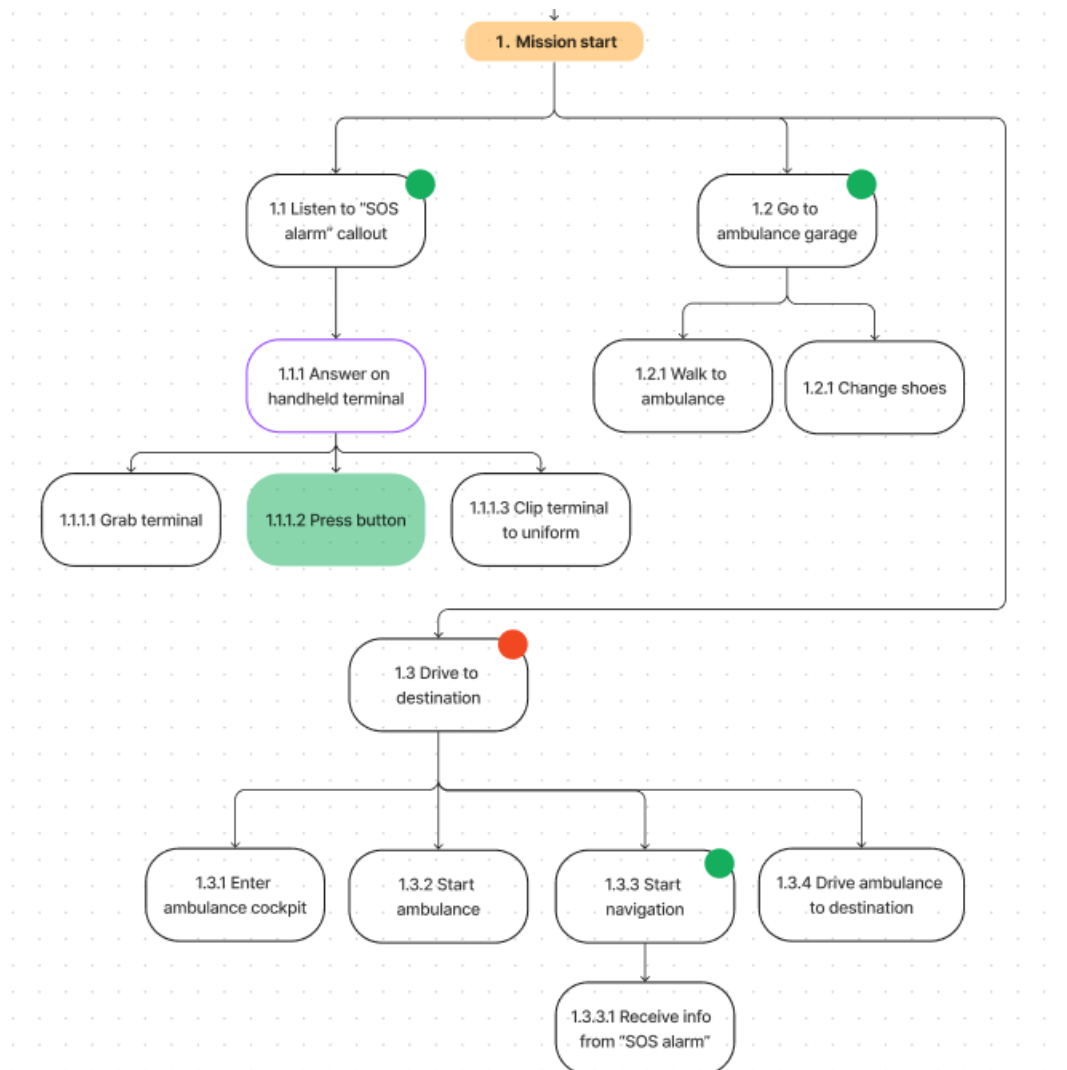 1. Mission start
1.1 Listen to "SOS
alarm" callout
1.2 Go to
ambulance garage
1.1.1 Answer on
handheld terminal
1.2.1 Walk to
ambulance
1.2.1 Change shoes
1.1.1.1 Grab terminal
1.1.1.2 Press button
1.1.1.3 Clip terminal
to uniform
1.3 Drive to
destination
1.3.1 Enter
ambulance cockpit
1.3.2 Start
ambulance
1.3.3 Start
navigation
1.3.4 Drive ambulance
to destination
1.3.3.1 Receive info
from "SOS alarm"